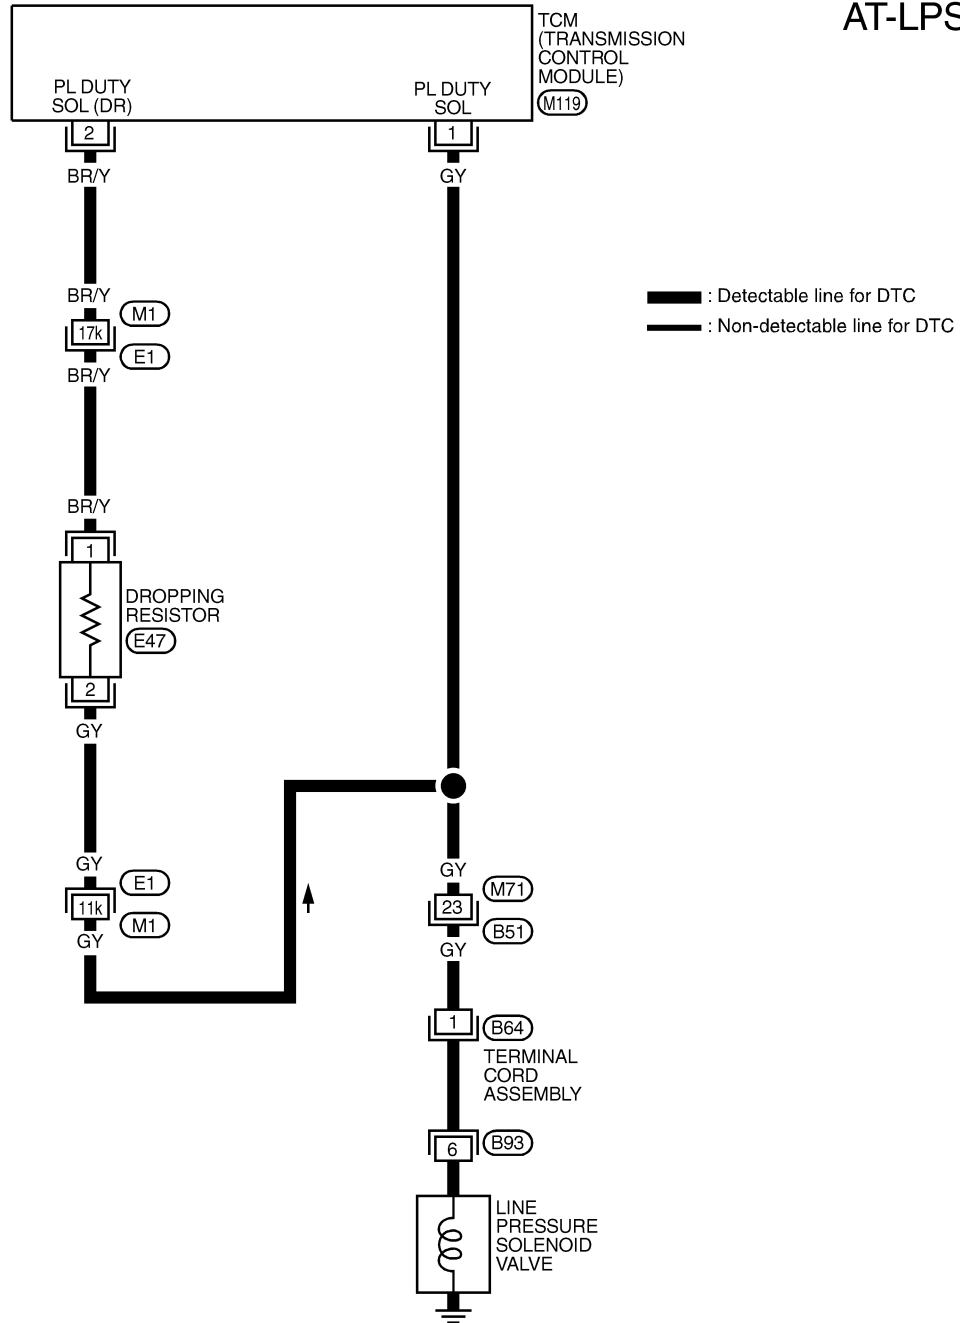 AT-LPS
TCM
(TRANSMISSION
CONTROL
MODULE)
M119
PL DUTY
SOL (DR)
PL DUTY
SOL
2
1
BR/Y
GY
BR/Y
M1
17k
E1
BR/Y
: Detectable line for DTC
: Non-detectable line for DTC
BR/Y
1
DROPPING
RESISTOR
E47
2
GY
GY
E1
11k
M1
GY
GY
M71
23
B51
GY
1
B64
TERMINAL
CORD
ASSEMBLY
B93
6
LINE
PRESSURE
SOLENOID
VALVE